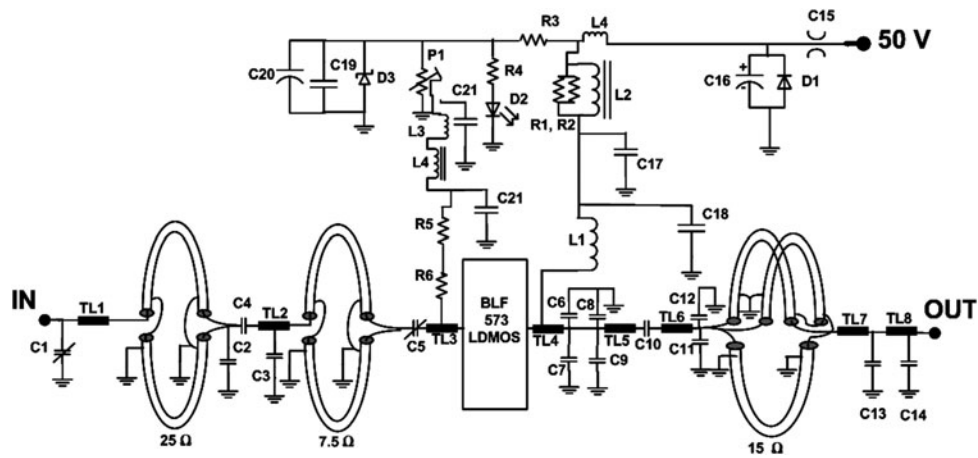 R3 L4 C15
50 V
C20 C19 D3 P1 R4 D2 C21
R1, R2 L2 C16 D1
L3
L4
C17
C21
C18
R5
L1
R6
IN TL1 C4 TL2 BLF 573 LDMOS C6 C8 C12 OUT
C1 C2 C3 C5 TL3 TL4 TL5 C10 TL6 TL7 TL8
C7 C9 C11
C13 C14
25 Ω 7.5 Ω 15 Ω